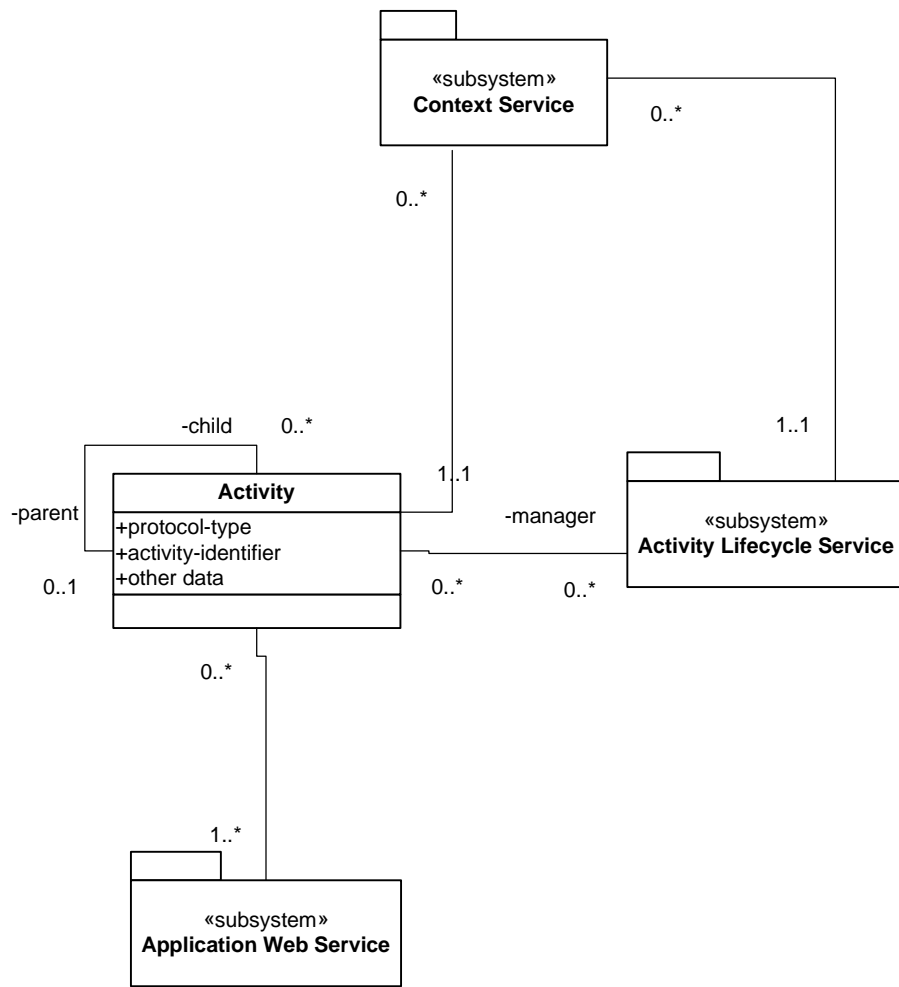 «subsystem»
Context Service
0..*
0..*
-child
0..*
1..1
1..1
Activity
-parent
+protocol-type
+activity-identifier
+other data
-manager
«subsystem»
Activity Lifecycle Service
0..1
0..*
0..*
0..*
1..*
«subsystem»
Application Web Service